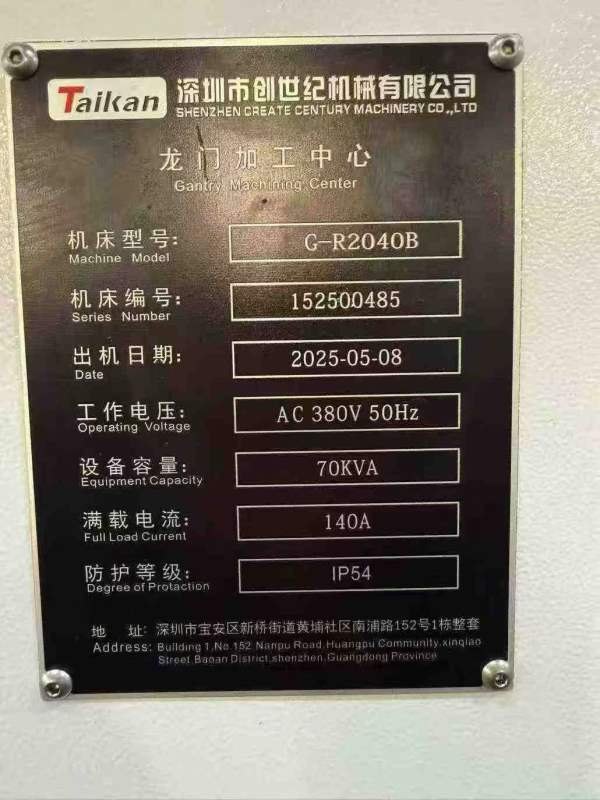 Taikan 深圳市创世纪机械有限公司
SHENZHEN CREATE CENTURY MACHINERY CO.,LTD
龙门加工中心
Gantry Machining Center
机床型号: G-R2040B
Machine Model
机床编号: 152500485
Series Number
出机日期: 2025-05-08
Date
工作电压: AC 380V 50Hz
Operating Voltage
设备容量: 70KVA
Equipment Capacity
满载电流: 140A
Full Load Current
防护等级: IP54
Degree of Protaction
地 址: 深圳市宝安区新桥街道黄埔社区南浦路152号1栋整套
Address: Building 1,No.152 Nanpu Road,Huangpu Community.xinqiao
Street.Baoan District,shenzhen,Guangdong Province